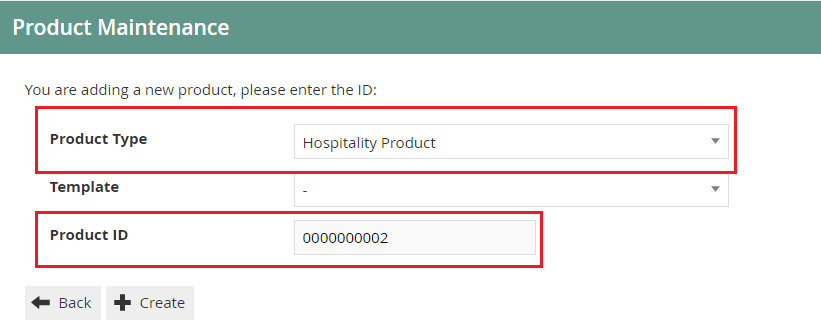 Product Maintenance
You are adding a new product, please enter the ID:
Product Type Hospitality Product
Template -
Product ID 0000000002
Back Create